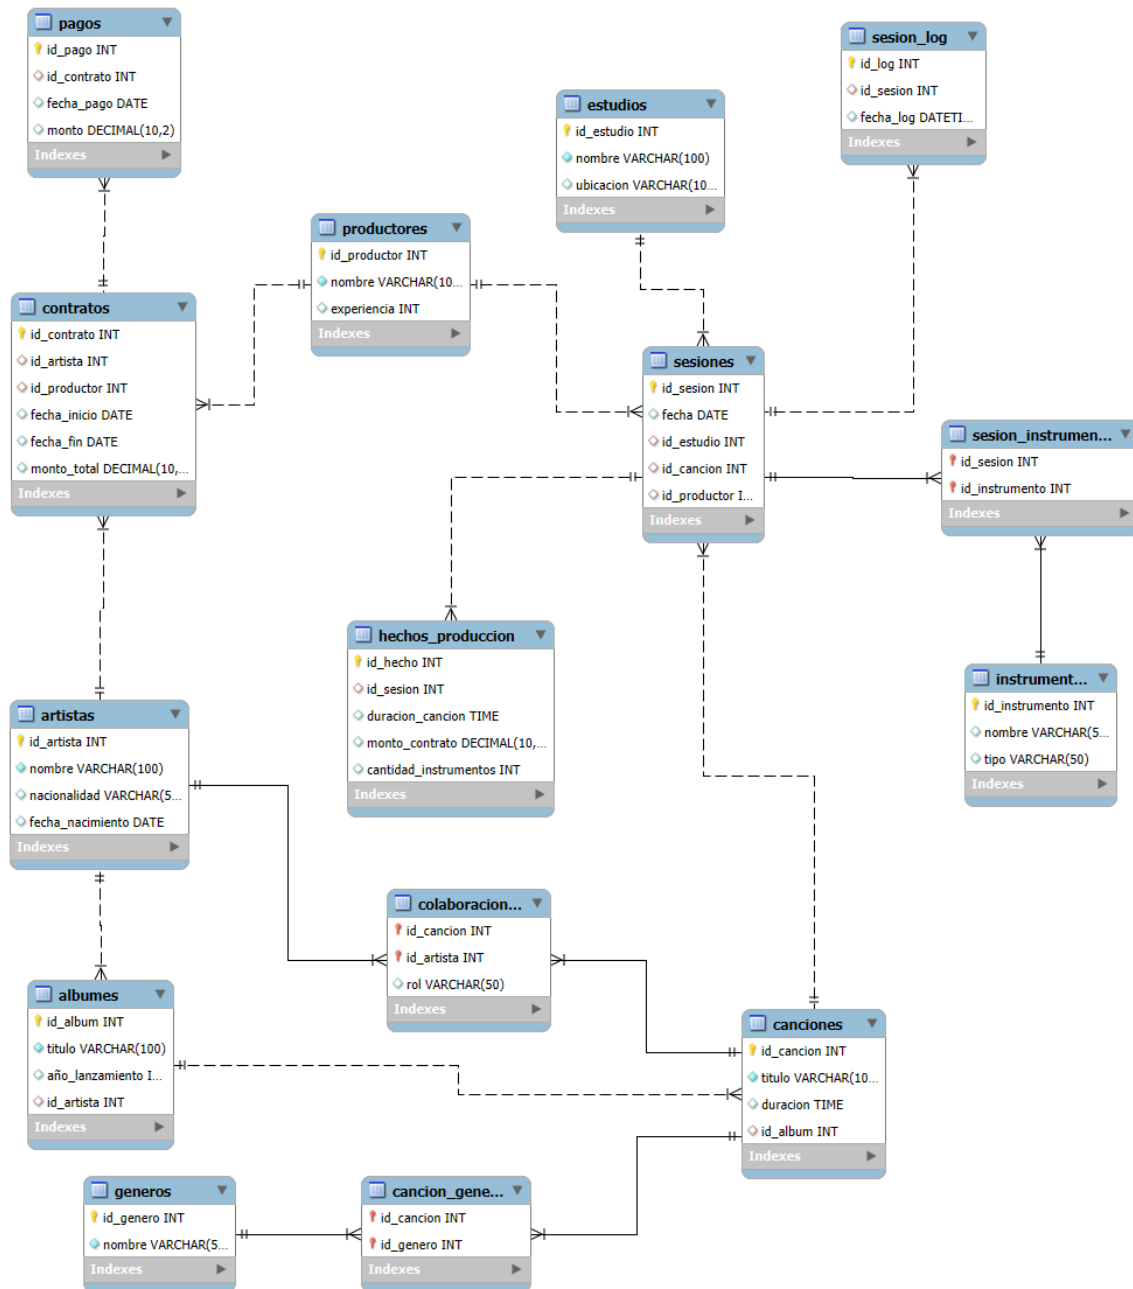 pagos
id_pago INT
id_contrato INT
fecha_pago DATE
monto DECIMAL(10,2)
Indexes
sesion_log
id_log INT
id_sesion INT
fecha_log DATETI...
Indexes
estudios
id_estudio INT
nombre VARCHAR(100)
ubicacion VARCHAR(10...
Indexes
productores
id_productor INT
nombre VARCHAR(10...
experiencia INT
Indexes
contratos
id_contrato INT
id_artista INT
id_productor INT
fecha_inicio DATE
fecha_fin DATE
monto_total DECIMAL(10,...
Indexes
sesiones
id_sesion INT
fecha DATE
id_estudio INT
id_cancion INT
id_productor I...
Indexes
sesion_instrumen...
id_sesion INT
id_instrumento INT
Indexes
hechos_produccion
id_hecho INT
id_sesion INT
duracion_cancion TIME
monto_contrato DECIMAL(10,...
cantidad_instrumentos INT
Indexes
instrument...
id_instrumento INT
nombre VARCHAR(5...
tipo VARCHAR(50)
Indexes
artistas
id_artista INT
nombre VARCHAR(100)
nacionalidad VARCHAR(5...
fecha_nacimiento DATE
Indexes
colaboracion...
id_cancion INT
id_artista INT
rol VARCHAR(50)
Indexes
albumes
id_album INT
titulo VARCHAR(100)
año_lanzamiento I...
id_artista INT
Indexes
canciones
id_cancion INT
titulo VARCHAR(10...
duracion TIME
id_album INT
Indexes
generos
id_genero INT
nombre VARCHAR(5...
Indexes
cancion_gene...
id_cancion INT
id_genero INT
Indexes